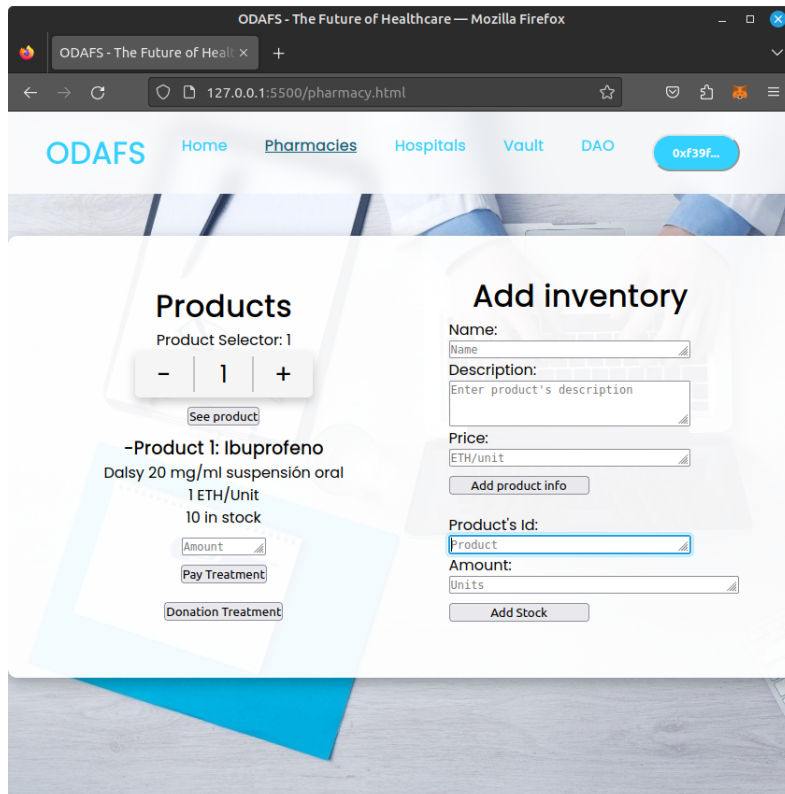 ODAFS - The Future of Healthcare — Mozilla Firefox
ODAFS - The Future of Healt
127.0.0.1:5500/pharmacy.html
ODAFS
Home
Pharmacies
Hospitals
Vault
DAO
0xf39f...
Products
Product Selector: 1
- 1 +
See product
-Product 1: Ibuprofeno
Dalsy 20 mg/ml suspensión oral
1 ETH/Unit
10 in stock
Amount
Pay Treatment
Donation Treatment
Add inventory
Name:
Name
Description:
Enter product's description
Price:
ETH/unit
Add product info
Product's Id:
Product
Amount:
Units
Add Stock